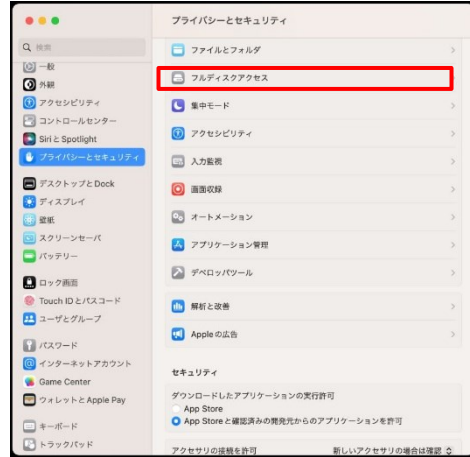 プライバシーとセキュリティ
検索
一般
外観
アクセシビリティ
コントロールセンター
Siri と Spotlight
プライバシーとセキュリティ
デスクトップと Dock
ディスプレイ
壁紙
スクリーンセーバ
バッテリー
ロック画面
Touch ID とパスコード
ユーザとグループ
パスワード
インターネットアカウント
Game Center
ウォレットと Apple Pay
キーボード
トラックパッド
ファイルとフォルダ
フルディスクアクセス
集中モード
アクセシビリティ
入力監視
画面収録
オートメーション
アプリケーション管理
デベロッパツール
解析と改善
Apple の広告
セキュリティ
ダウンロードしたアプリケーションの実行許可
App Store
App Store と確認済みの開発元からのアプリケーションを許可
アクセサリの接続を許可 新しいアクセサリの場合は確認